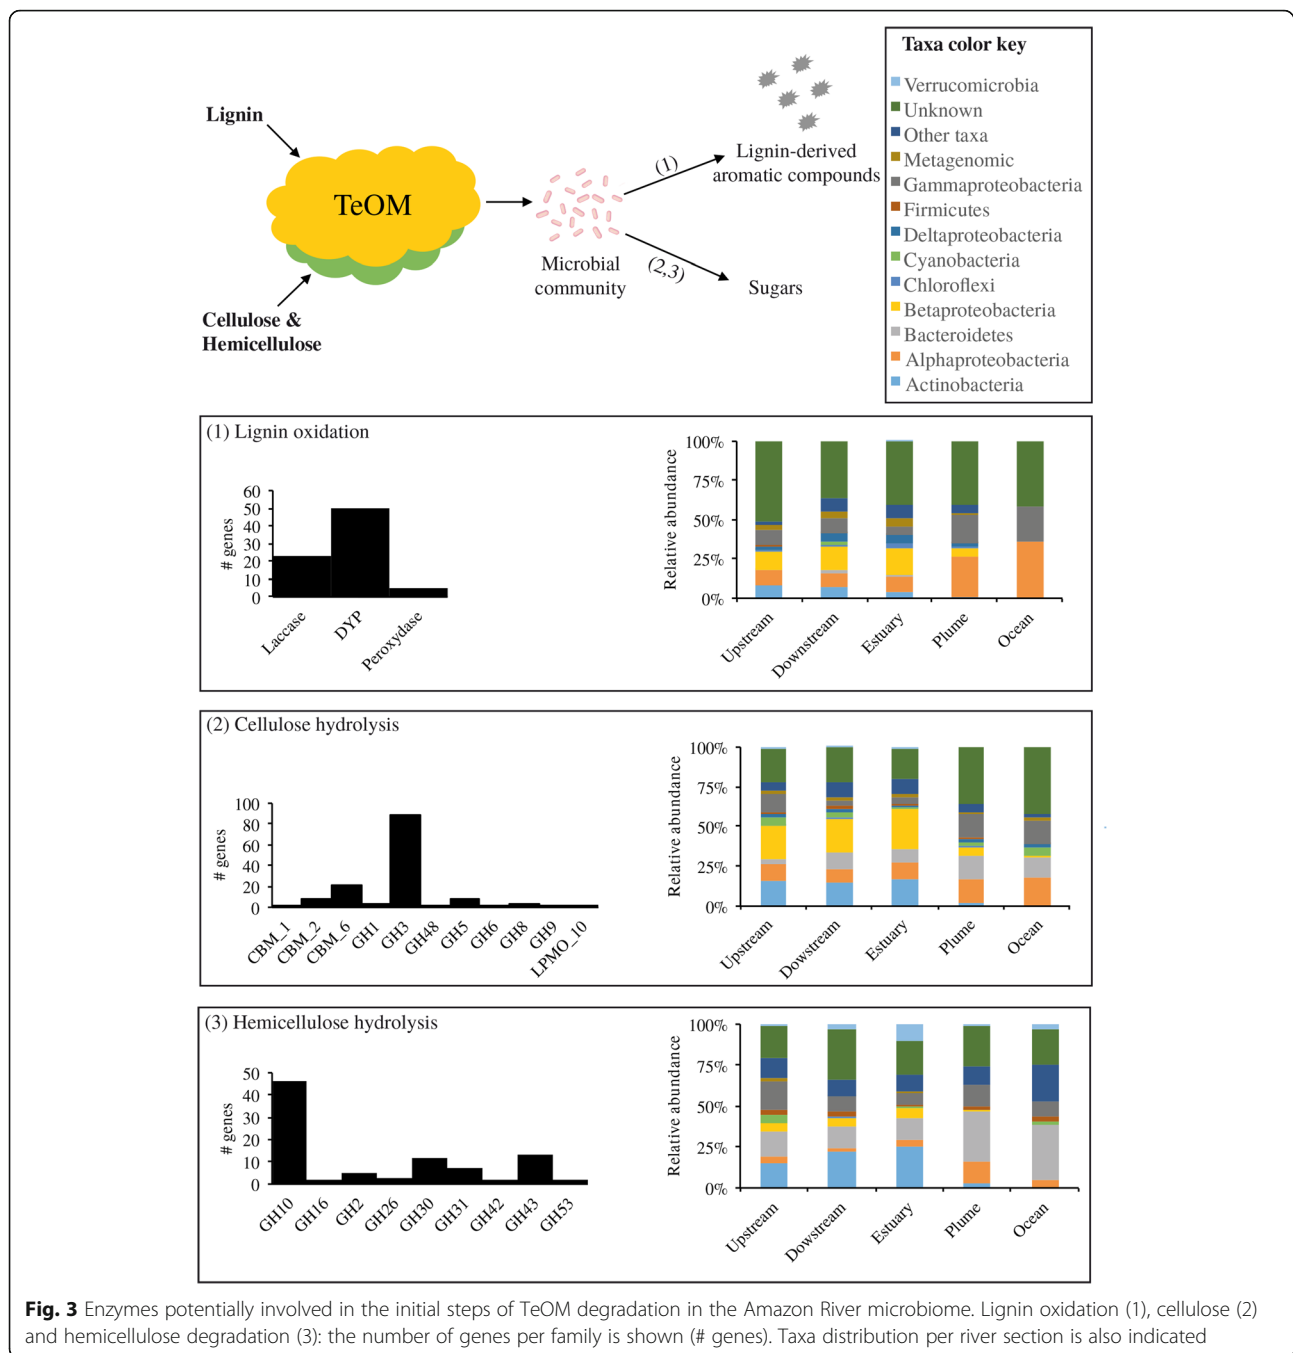 Lignin
TeOM
Cellulose &
Hemicellulose
Microbial
community
(1)
(2,3)
Lignin-derived
aromatic compounds
Sugars
Taxa color key
Verrucomicrobia
Unknown
Other taxa
Metagenomic
Gammaproteobacteria
Firmicutes
Deltaproteobacteria
Cyanobacteria
Chloroflexi
Betaproteobacteria
Bacteroidetes
Alphaproteobacteria
Actinobacteria
(1) Lignin oxidation
# genes
60
50
40
30
20
10
0
Laccase
DYP
Peroxydase
Relative abundance
100%
75%
50%
25%
0%
Upstream
Downstream
Estuary
Plume
Ocean
(2) Cellulose hydrolysis
# genes
100
80
60
40
20
0
CBM_1
CBM_2
CBM_6
GH1
GH3
GH48
GH5
GH6
GH8
GH9
LPMO_10
Relative abundance
100%
75%
50%
25%
0%
Upstream
Dowstream
Estuary
Plume
Ocean
(3) Hemicellulose hydrolysis
# genes
50
40
30
20
10
0
GH10
GH16
GH2
GH26
GH30
GH31
GH42
GH43
GH53
Relative abundance
100%
75%
50%
25%
0%
Upstream
Dowstream
Estuary
Plume
Ocean
Fig. 3 Enzymes potentially involved in the initial steps of TeOM degradation in the Amazon River microbiome. Lignin oxidation (1), cellulose (2)
and hemicellulose degradation (3): the number of genes per family is shown (# genes). Taxa distribution per river section is also indicated